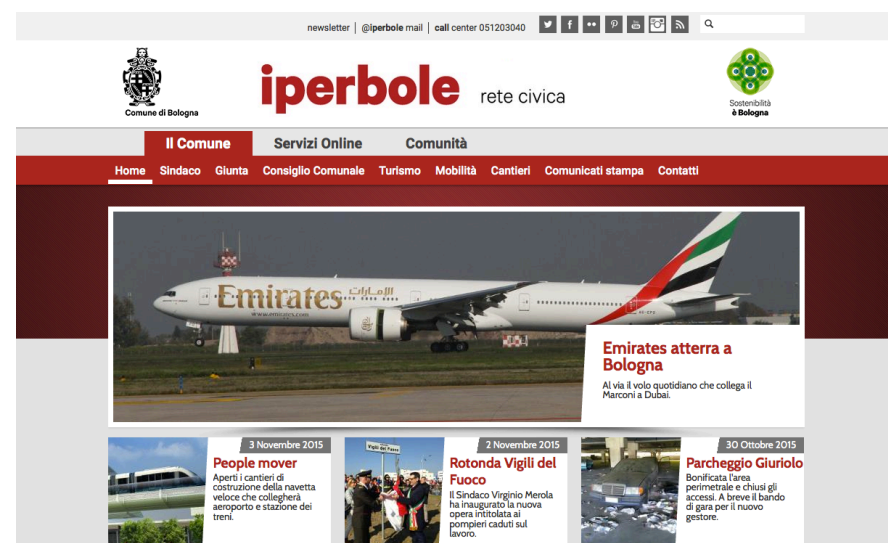 newsletter | @iperbole mail | call center 051203040
Comune di Bologna
iperbole rete civica
Sostenibilità
è Bologna
Il Comune Servizi Online Comunità
Home Sindaco Giunta Consiglio Comunale Turismo Mobilità Cantieri Comunicati stampa Contatti
Emirates الإمارات
www.emirates.com
Emirates atterra a
Bologna
Al via il volo quotidiano che collega il
Marconi a Dubai.
3 Novembre 2015
People mover
Aperti i cantieri di
costruzione della navetta
veloce che collegherà
aeroporto e stazione dei
treni.
Vigili del Fuoco
2 Novembre 2015
Rotonda Vigili del
Fuoco
Il Sindaco Virginio Merola
ha inaugurato la nuova
opera intitolata ai
pompieri caduti sul
lavoro.
30 Ottobre 2015
Parcheggio Giuriolo
Bonificata l'area
perimetrale e chiusi gli
accessi. A breve il bando
di gara per il nuovo
gestore.